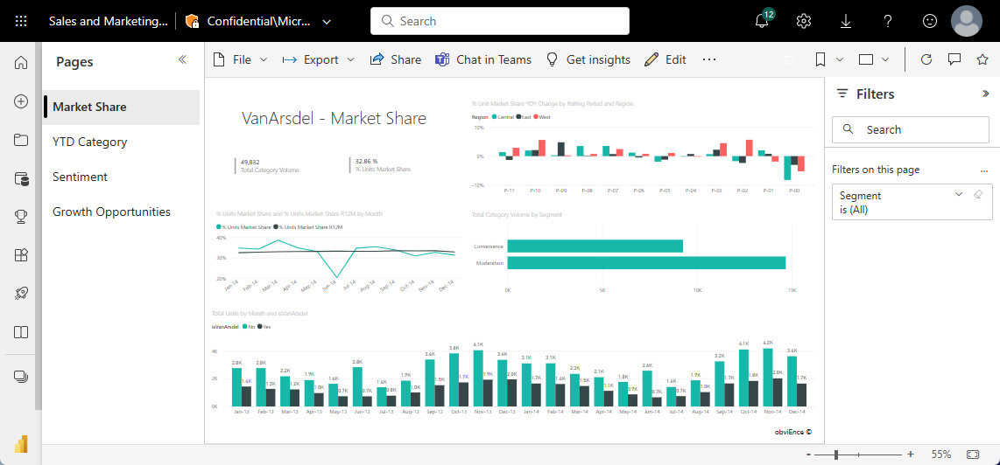 Sales and Marketing... | Confidential\Micr...
Search
12
Pages
File Export Share Chat in Teams Get insights Edit ...
Market Share
YTD Category
Sentiment
Growth Opportunities
VanArsdel - Market Share
49,832
Total Category Volume
32.86 %
% Units Market Share
% Unit Market Share YOY Change by Rolling Period and Region
Region Central East West
10%
0%
-10%
P-11 P-10 P-09 P-08 P-07 P-06 P-05 P-04 P-03 P-02 P-01 P-00
% Units Market Share and % Units Market Share R12M by Month
% Units Market Share % Units Market Share R12M
40%
30%
20%
Jan-14 Feb-14 Mar-14 Apr-14 May-14 Jun-14 Jul-14 Aug-14 Sep-14 Oct-14 Nov-14 Dec-14
Total Category Volume by Segment
Convenience
Moderation
0K 5K 10K 15K
Total Units by Month and isVanArsdel
isVanArsdel No Yes
4K
2K
0K
2.8K 2.8K 2.2K 1.9K 1.6K 2.8K 1.6K 1.9K 3.4K 3.8K 4.1K 3.4K 3.1K 3.1K 2.3K 2.1K 1.8K 2.6K 1.4K 1.9K 3.2K 4.1K 4.2K 3.6K
1.4K 1.3K 1.2K 1.0K 0.7K 0.7K 0.8K 1.0K 1.5K 1.7K 1.9K 2.0K 1.7K 1.6K 1.5K 1.1K 0.9K 0.7K 0.7K 1.0K 1.7K 1.8K 2.0K 1.7K
Jan-13 Feb-13 Mar-13 Apr-13 May-13 Jun-13 Jul-13 Aug-13 Sep-13 Oct-13 Nov-13 Dec-13 Jan-14 Feb-14 Mar-14 Apr-14 May-14 Jun-14 Jul-14 Aug-14 Sep-14 Oct-14 Nov-14 Dec-14
obviEnce ©
Filters
Search
Filters on this page
...
Segment
is (All)
- + 55%